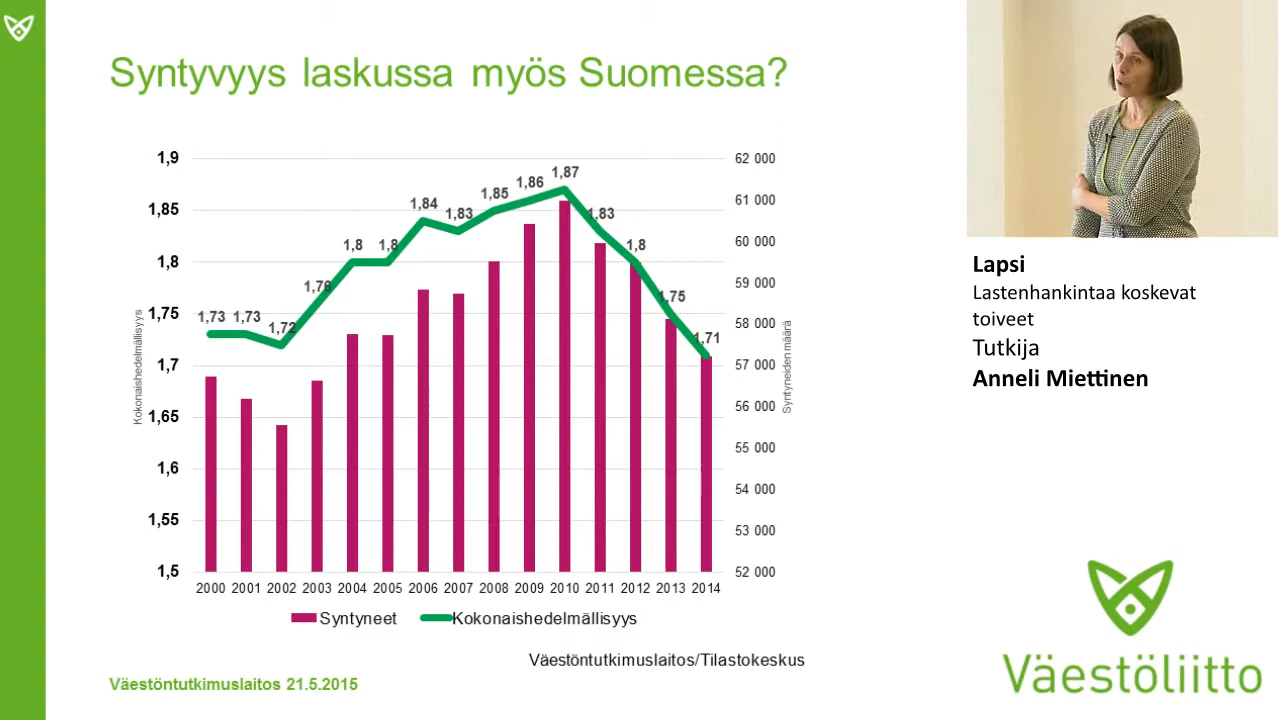 Syntyvyys laskussa myös Suomessa?
1,9
1,85
1,8
1,75
1,7
1,65
1,6
1,55
1,5
Kokonaishedelmällisyys
1,73
1,73
1,72
1,76
1,8
1,8
1,84
1,83
1,85
1,86
1,87
1,83
1,8
1,75
1,71
62 000
61 000
60 000
59 000
58 000
57 000
56 000
55 000
54 000
53 000
52 000
Syntyneiden määrä
2000 2001 2002 2003 2004 2005 2006 2007 2008 2009 2010 2011 2012 2013 2014
Syntyneet Kokonaishedelmällisyys
Väestöntutkimuslaitos/Tilastokeskus
Väestöntutkimuslaitos 21.5.2015
Lapsi
Lastenhankintaa koskevat
toiveet
Tutkija
Anneli Miettinen
Väestöliitto